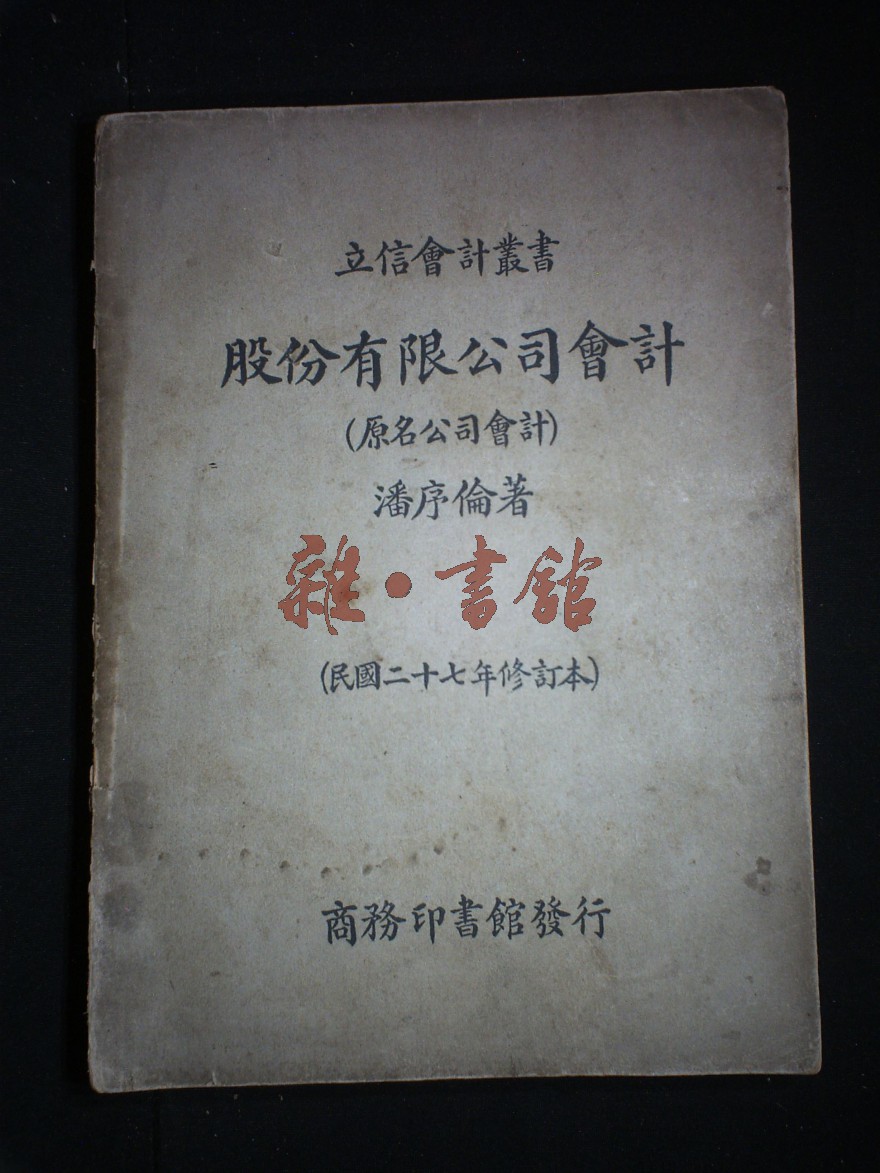 立信會計叢書
股份有限公司會計
(原名公司會計)
潘序倫著
雜•書館
(民國二十七年修訂本)
商務印書館發行